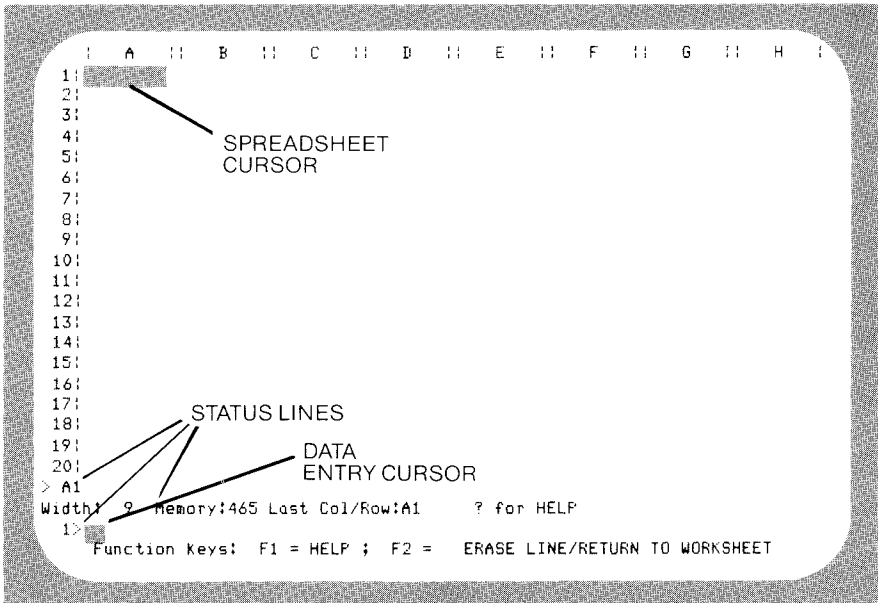 | A || B || C || D || E || F || G || H |
1|
2|
3|
SPREADSHEET
CURSOR
4|
5|
6|
7|
8|
9|
10|
11|
12|
13|
14|
15|
16|
17|
STATUS LINES
18|
19|
DATA
ENTRY CURSOR
20|
> A1
Width: 9 Memory:465 Last Col/Row:A1 ? for HELP
1>
Function Keys: F1 = HELP ; F2 = ERASE LINE/RETURN TO WORKSHEET